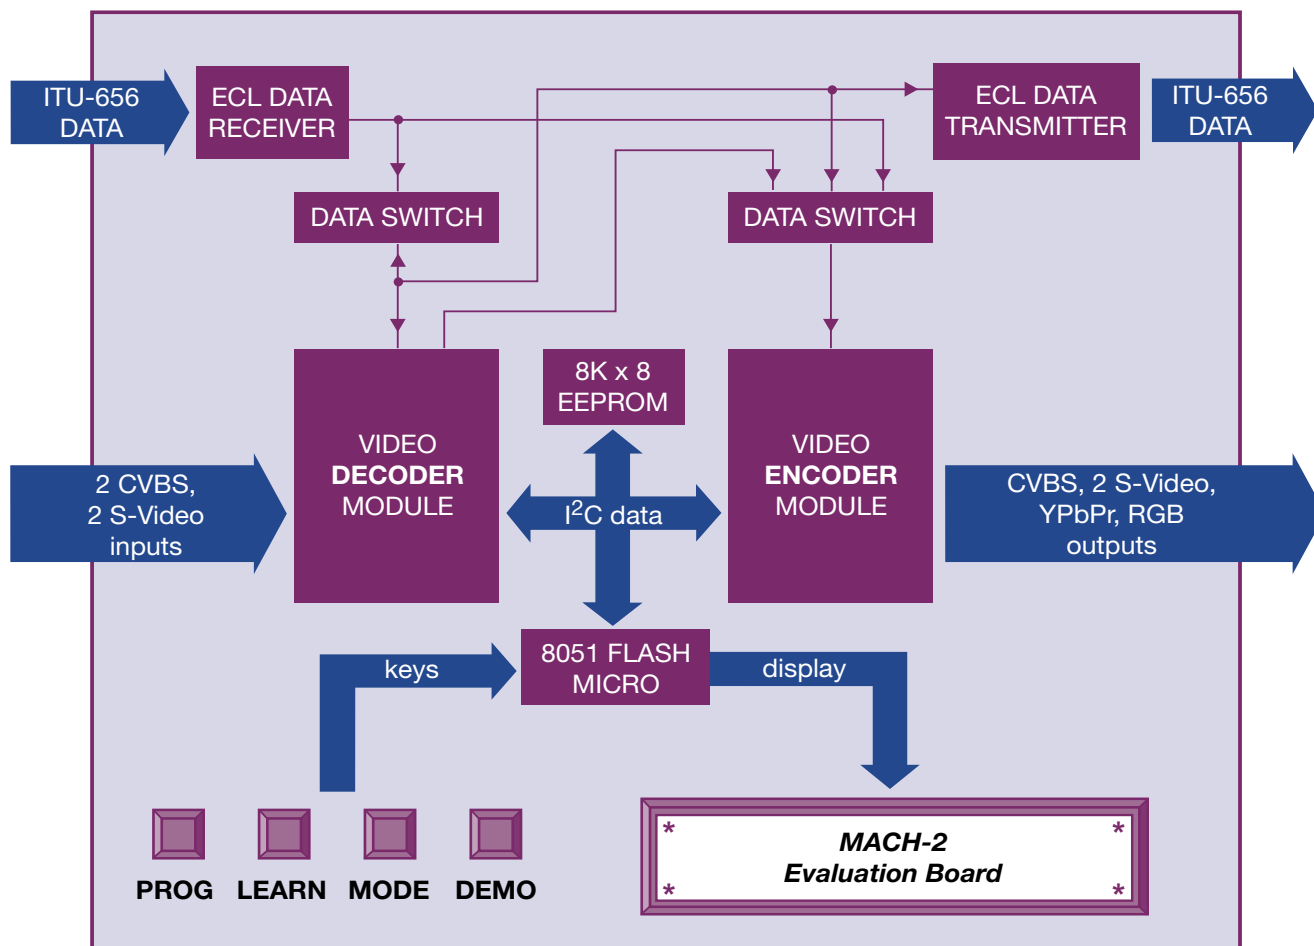 ITU-656
DATA
ECL DATA
RECEIVER
ECL DATA
TRANSMITTER
ITU-656
DATA
DATA SWITCH
DATA SWITCH
8K x 8
EEPROM
VIDEO
DECODER
MODULE
VIDEO
ENCODER
MODULE
2 CVBS,
2 S-Video
inputs
I²C data
CVBS, 2 S-Video,
YPbPr, RGB
outputs
keys
8051 FLASH
MICRO
display
PROG
LEARN
MODE
DEMO
* *
MACH-2
Evaluation Board
* *